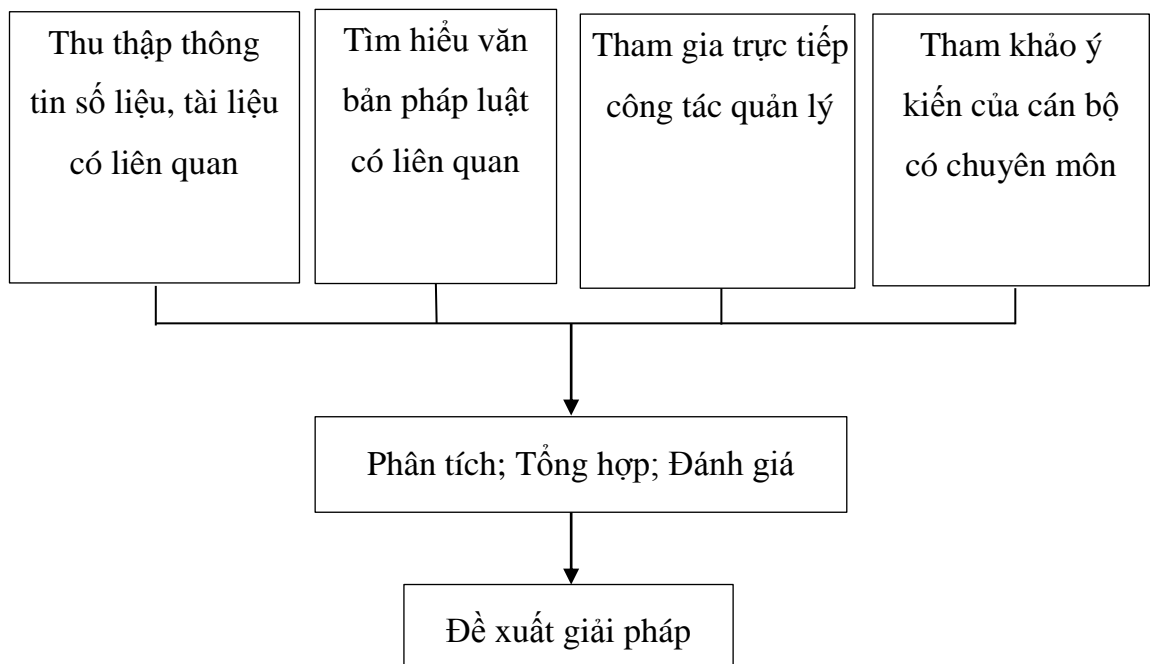 Thu thập thông
tin số liệu, tài liệu
có liên quan
Tìm hiểu văn
bản pháp luật
có liên quan
Tham gia trực tiếp
công tác quản lý
Tham khảo ý
kiến của cán bộ
có chuyên môn
Phân tích; Tổng hợp; Đánh giá
Đề xuất giải pháp